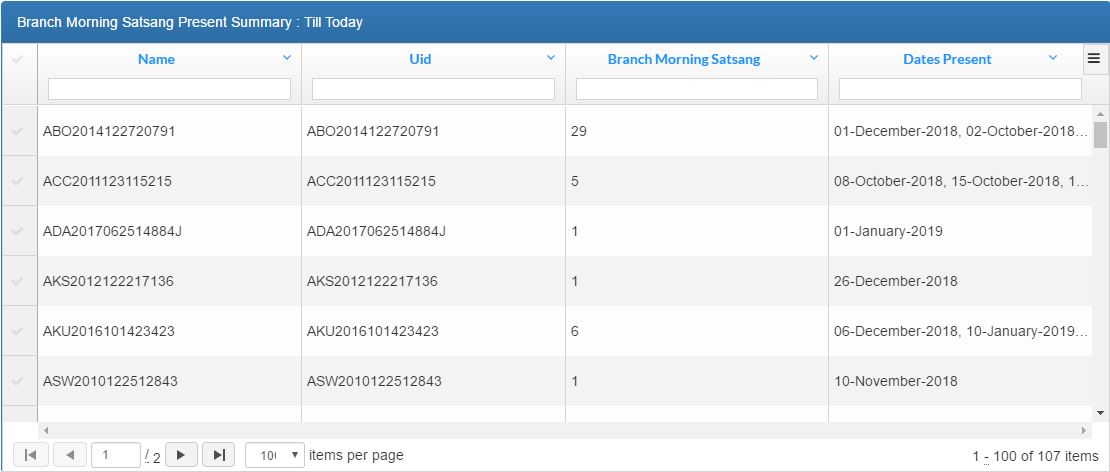 Branch Morning Satsang Present Summary : Till Today
Name Uid Branch Morning Satsang Dates Present
ABO2014122720791 ABO2014122720791 29 01-December-2018, 02-October-2018...
ACC2011123115215 ACC2011123115215 5 08-October-2018, 15-October-2018, 1...
ADA2017062514884J ADA2017062514884J 1 01-January-2019
AKS2012122217136 AKS2012122217136 1 26-December-2018
AKU2016101423423 AKU2016101423423 6 06-December-2018, 10-January-2019...
ASW2010122512843 ASW2010122512843 1 10-November-2018
1 / 2 10 items per page 1 - 100 of 107 items